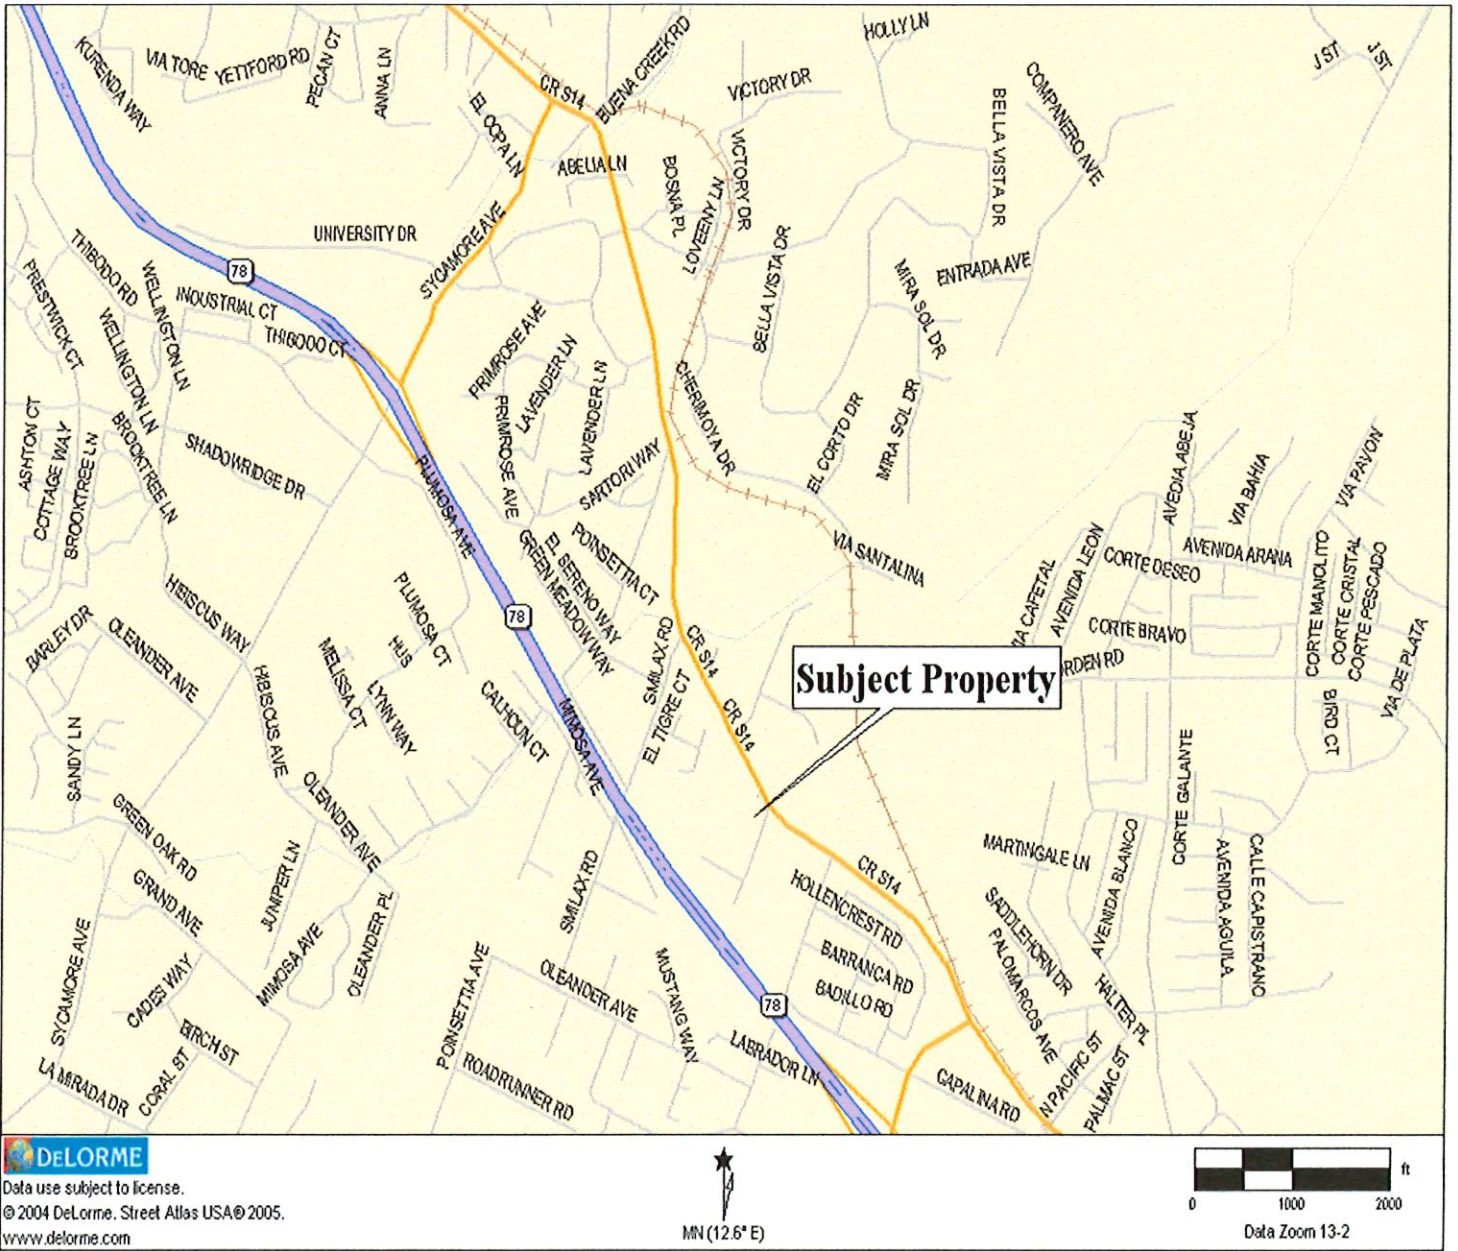 KURENDA WAY
VIA TORE
YETTFORD RD
PECAN CT
ANNA LN
CR S14
BUENA CREEK RD
HOLLY LN
J ST
J ST
VICTORY DR
EL COPA LN
ABELIA LN
BOSNA PL
LOVEENY LN
VICTORY DR
BELLA VISTA DR
COMPANERO AVE
UNIVERSITY DR
SYCAMORE AVE
BELLA VISTA DR
MIRA SOL DR
ENTRADA AVE
THIBODO RD
78
PRESTWICK CT
WELLINGTON LN
WELLINGTON LN
INDUSTRIAL CT
THIBODO CT
PRIMROSE AVE
LAVENDER LN
LAVENDER LN
PRIMROSE AVE
CHERIMOYA DR
EL CORTO DR
MIRA SOL DR
ASHTON CT
COTTAGE WAY
BROOKTREE LN
BROOKTREE LN
SHADOWRIDGE DR
PLUMOSA AVE
SARTORI WAY
AVEDIA ABEJA
VIA BAHIA
VIA PAVON
POINSETTIA CT
EL SERENO WAY
GREEN MEADOW WAY
VIA SANTALINA
AVENIDA LEON
CORTE DESEO
AVENIDA ARANA
CORTE MANOLITO
CORTE CRISTAL
CORTE PESCADO
HIBISCUS WAY
PLUMOSA CT
HUS
78
BARLEY DR
OLEANDER AVE
MELISSA CT
LYNN WAY
SMILAX RD
CR S14
IA CAFETAL
CORTE BRAVO
RDEN RD
VIA DE PLATA
Subject Property
HIBISCUS AVE
CALHOUN CT
MIMOSA AVE
EL TIGRE CT
CR S14
BIRD CT
SANDY LN
OLEANDER AVE
CORTE GALANTE
GREEN OAK RD
GRAND AVE
JUNIPER LN
SMILAX RD
CR S14
MARTINGALE LN
AVENIDA BLANCO
AVENIDA AGUILA
CALLE CAPISTRANO
HOLLENCREST RD
BARRANCA RD
BADILLO RD
SADDLEHORN DR
PALOMARCOS AVE
HALTER PL
SYCAMORE AVE
CADES WAY
MIMOSA AVE
OLEANDER PL
POINSETTIA AVE
OLEANDER AVE
MUSTANG WAY
78
BIRCH ST
CORAL ST
LA MIRADA DR
ROADRUNNER RD
LABRADOR LN
CAPALINA RD
N PACIFIC ST
PALMAC ST
DELORME
Data use subject to license.
© 2004 DeLorme. Street Atlas USA® 2005.
www.delorme.com
MN (12.6° E)
ft
0 1000 2000
Data Zoom 13-2